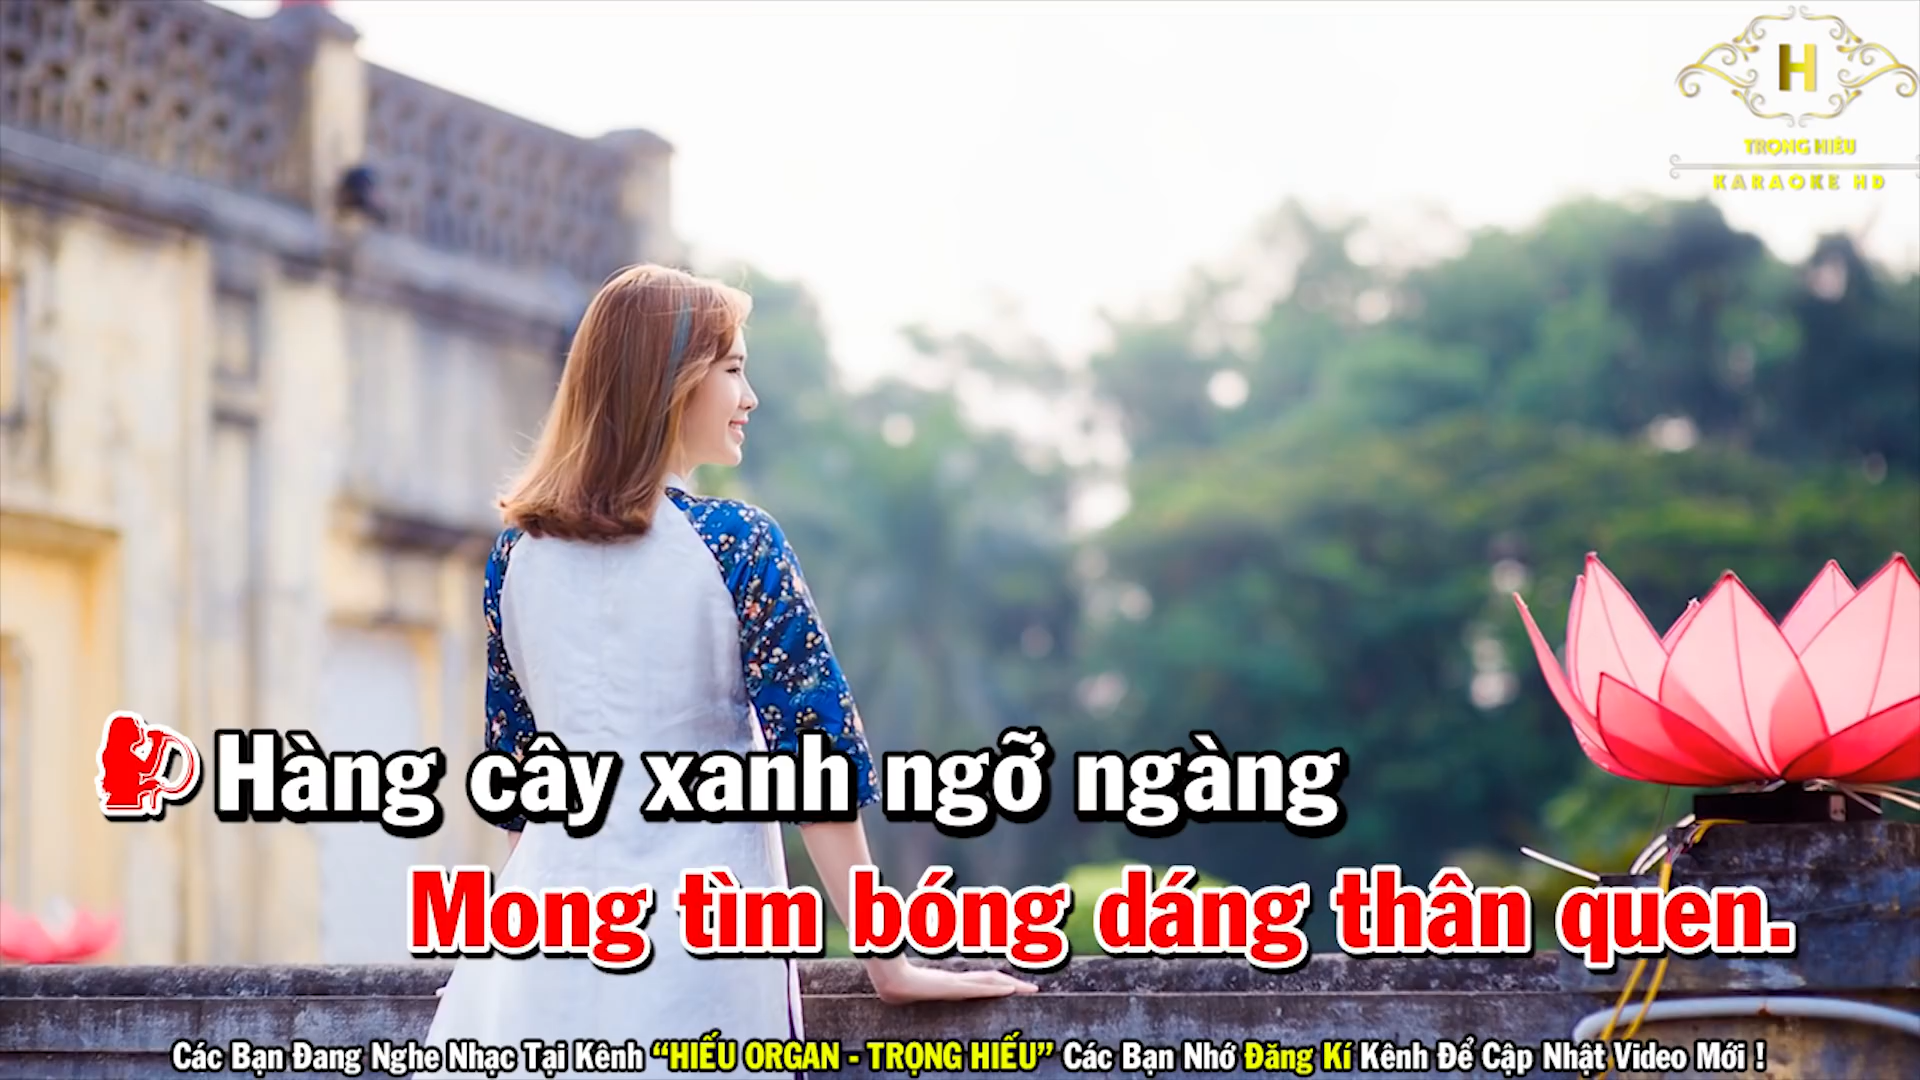 H
TRỌNG HIẾU
KARAOKE HD
Hàng cây xanh ngỡ ngàng
Mong tìm bóng dáng thân quen.
Các Bạn Đang Nghe Nhạc Tại Kênh “HIẾU ORGAN - TRỌNG HIẾU” Các Bạn Nhớ Đăng Kí Kênh Để Cập Nhật Video Mới !